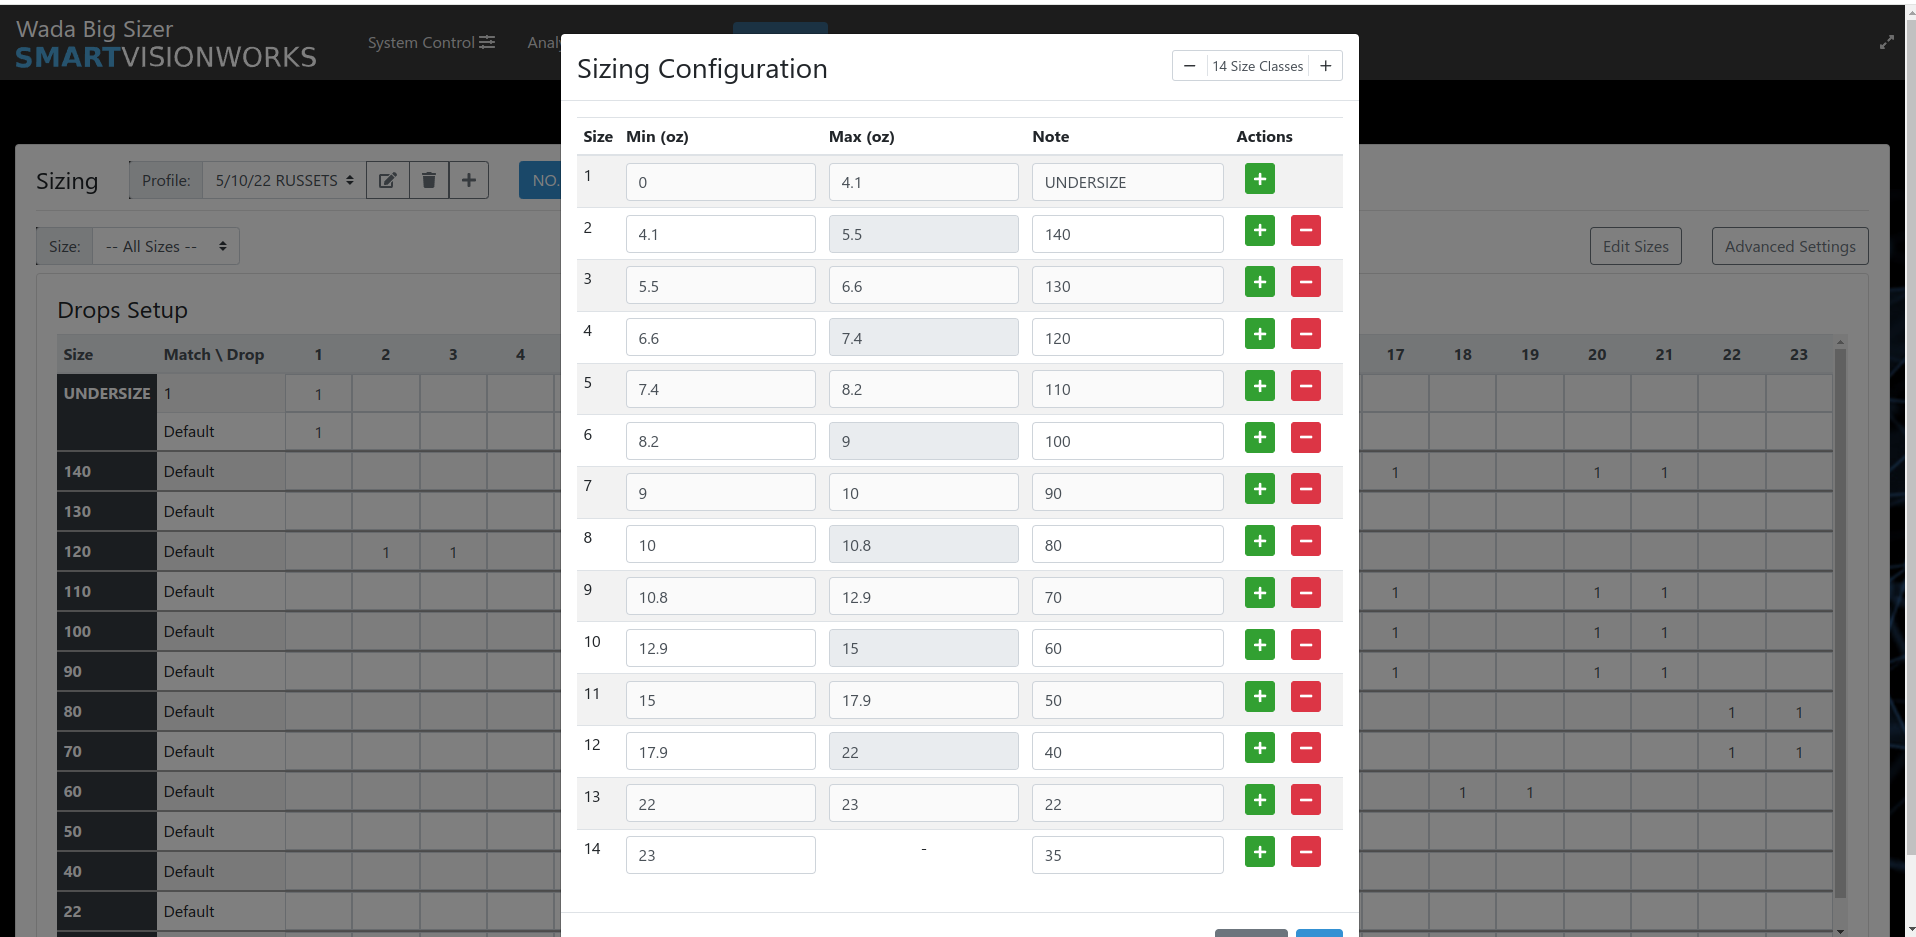 Wada Big Sizer
SMARTVISIONWORKS
System Control
Analy
Sizing Configuration
14 Size Classes
Size Min (oz) Max (oz) Note Actions
1 0 4.1 UNDERSIZE
2 4.1 5.5 140
3 5.5 6.6 130
4 6.6 7.4 120
5 7.4 8.2 110
6 8.2 9 100
7 9 10 90
8 10 10.8 80
9 10.8 12.9 70
10 12.9 15 60
11 15 17.9 50
12 17.9 22 40
13 22 23 22
14 23 - 35
Sizing
Profile: 5/10/22 RUSSETS
NO.
Size: -- All Sizes --
Edit Sizes
Advanced Settings
Drops Setup
Size Match \ Drop 1 2 3 4 17 18 19 20 21 22 23
UNDERSIZE 1 1
Default 1
140 Default 1 1 1
130 Default
120 Default 1 1
110 Default 1 1 1
100 Default 1 1 1
90 Default 1 1 1
80 Default 1 1
70 Default 1 1
60 Default 1 1
50 Default
40 Default
22 Default